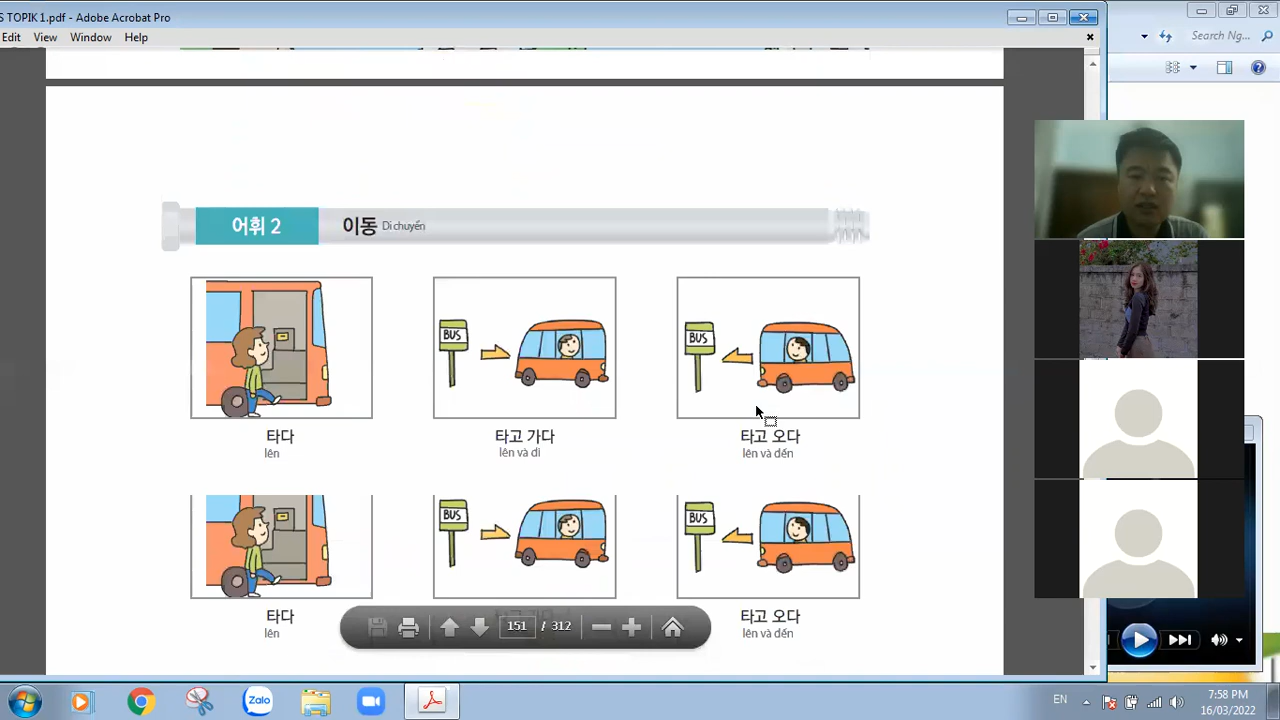 S TOPIK 1.pdf - Adobe Acrobat Pro
Edit View Window Help
Search Ng...
어휘 2 이동 Di chuyển
BUS
BUS
타다
lên
타고 가다
lên và đi
타고 오다
lên và đến
BUS
BUS
타다
lên
타고 오다
lên và đến
151 / 312
Zalo
EN
7:58 PM
16/03/2022